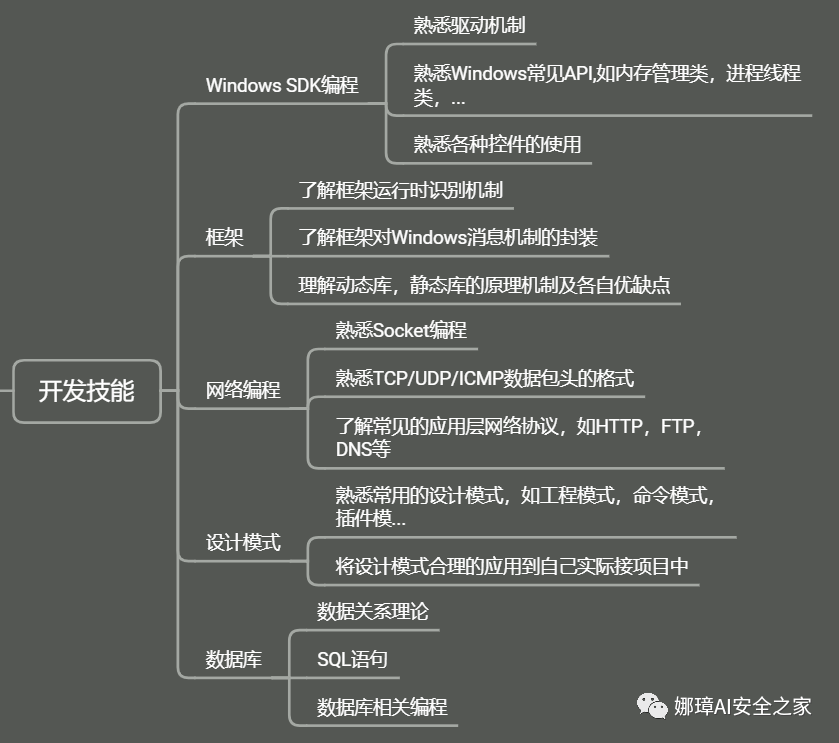 熟悉驱动机制
Windows SDK编程
熟悉Windows常见API,如内存管理类，进程线程
类，...
熟悉各种控件的使用
了解框架运行时识别机制
框架
了解框架对Windows消息机制的封装
理解动态库，静态库的原理机制及各自优缺点
熟悉Socket编程
开发技能
网络编程
熟悉TCP/UDP/ICMP数据包头的格式
了解常见的应用层网络协议，如HTTP，FTP，
DNS等
熟悉常用的设计模式，如工程模式，命令模式，
插件模...
设计模式
将设计模式合理的应用到自己实际接项目中
数据关系理论
数据库
SQL语句
数据库相关编程
娜璋AI安全之家